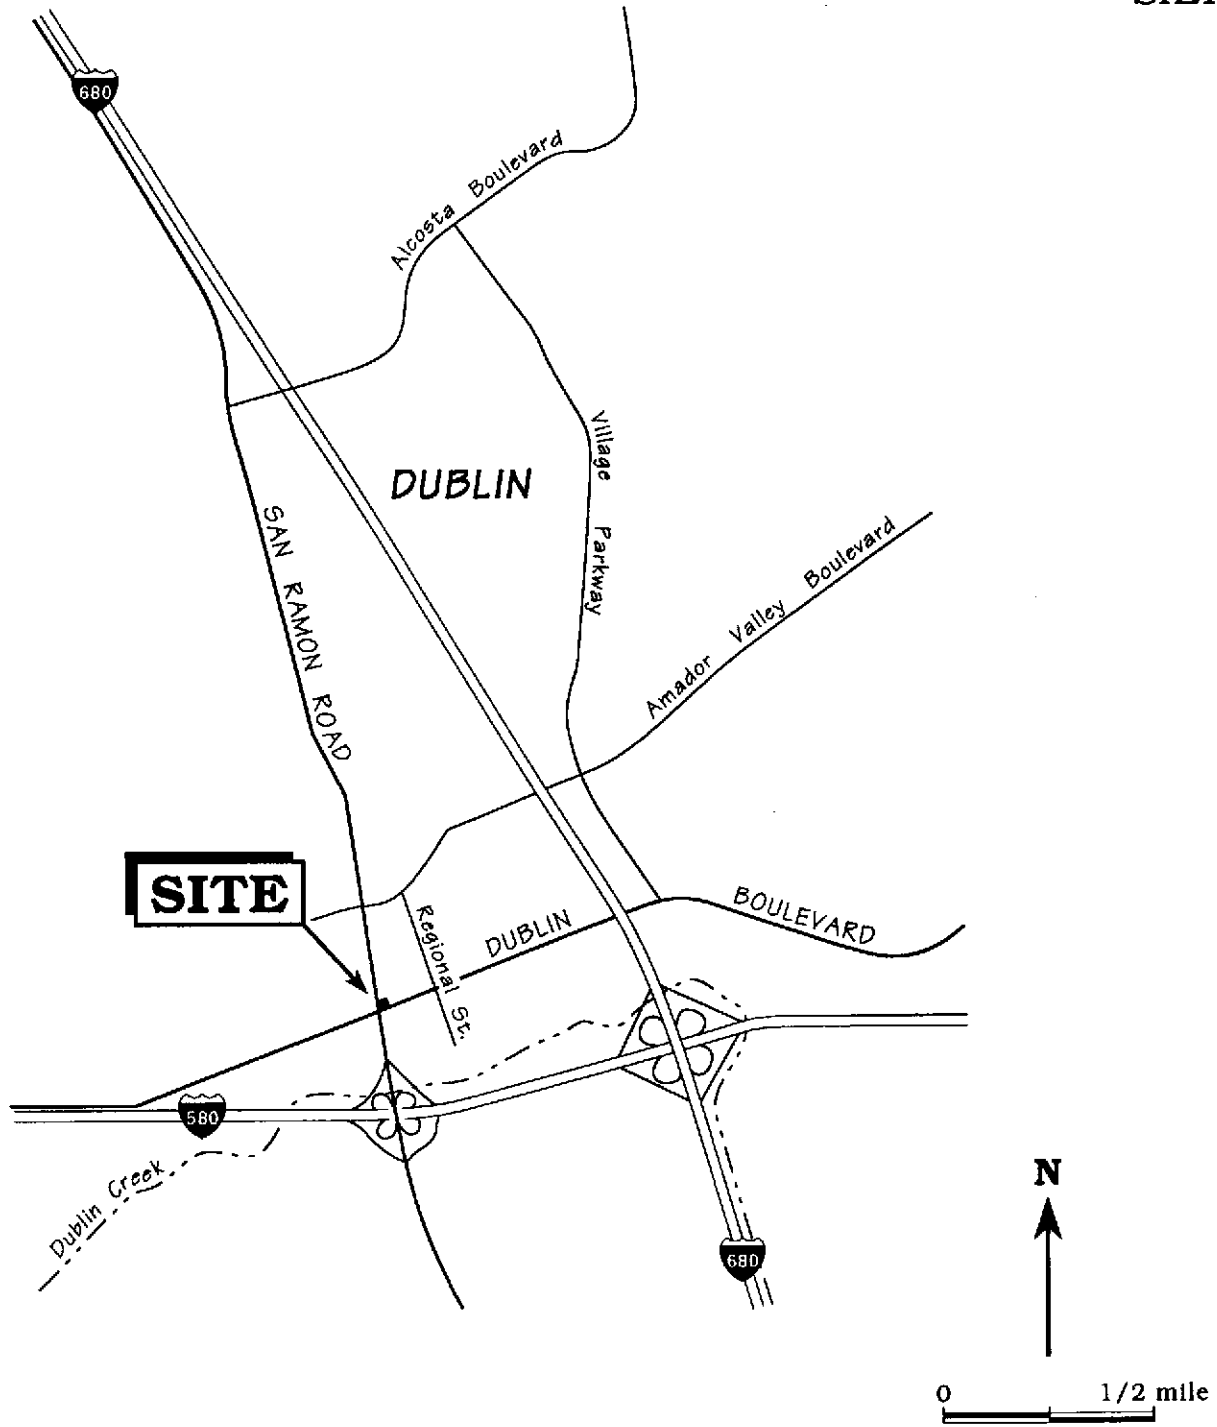 680
Alcosta Boulevard
Village Parkway
DUBLIN
SAN RAMON ROAD
Amador Valley Boulevard
SITE
Regional St.
DUBLIN BOULEVARD
580
Dublin Creek
680
N
0 1/2 mile